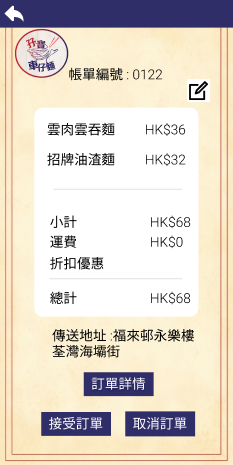 孖寶
車仔麵
帳單編號 : 0122
雲肉雲吞麵 HK$36
招牌油渣麵 HK$32
小計 HK$68
運費 HK$0
折扣優惠
總計 HK$68
傳送地址 :福來邨永樂樓
荃灣海壩街
訂單詳情
接受訂單 取消訂單